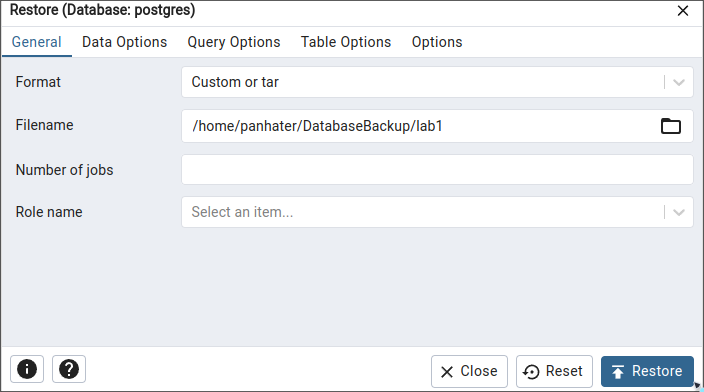 Restore (Database: postgres)
General Data Options Query Options Table Options Options
Format Custom or tar
Filename /home/panhater/DatabaseBackup/lab1
Number of jobs
Role name Select an item...
Close Reset Restore